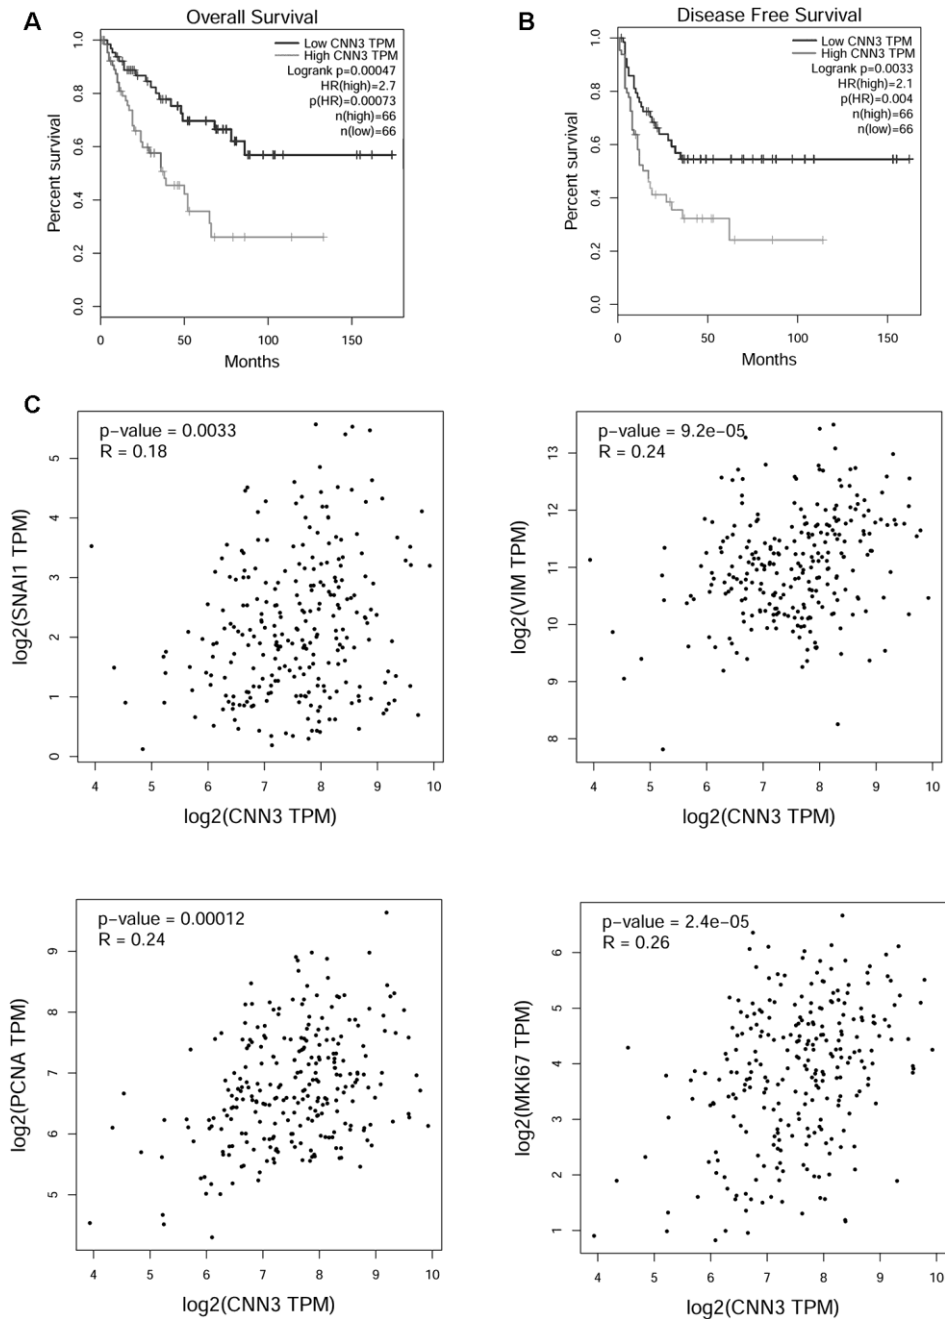 A
Overall Survival
Low CNN3 TPM
High CNN3 TPM
Logrank p=0.00047
HR(high)=2.7
p(HR)=0.00073
n(high)=66
n(low)=66
Percent survival
1.0
0.8
0.6
0.4
0.2
0.0
0 50 100 150
Months
B
Disease Free Survival
Low CNN3 TPM
High CNN3 TPM
Logrank p=0.0033
HR(high)=2.1
p(HR)=0.004
n(high)=66
n(low)=66
Percent survival
1.0
0.8
0.6
0.4
0.2
0.0
0 50 100 150
Months
C
p-value = 0.0033
R = 0.18
log2(SNAI1 TPM)
5
4
3
2
1
0
4 5 6 7 8 9 10
log2(CNN3 TPM)
p-value = 9.2e-05
R = 0.24
log2(VIM TPM)
13
12
11
10
9
8
4 5 6 7 8 9 10
log2(CNN3 TPM)
p-value = 0.00012
R = 0.24
log2(PCNA TPM)
9
8
7
6
5
4 5 6 7 8 9 10
log2(CNN3 TPM)
p-value = 2.4e-05
R = 0.26
log2(MKI67 TPM)
6
5
4
3
2
1
4 5 6 7 8 9 10
log2(CNN3 TPM)